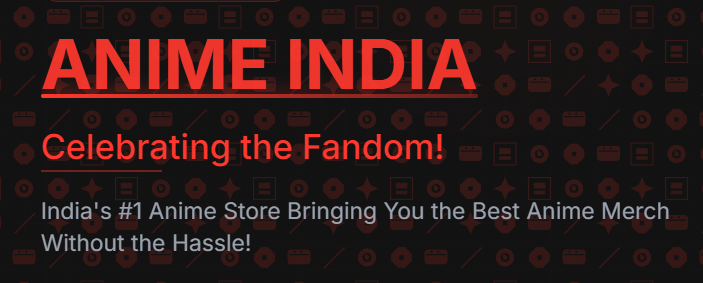 ANIME INDIA
Celebrating the Fandom!
India's #1 Anime Store Bringing You the Best Anime Merch
Without the Hassle!